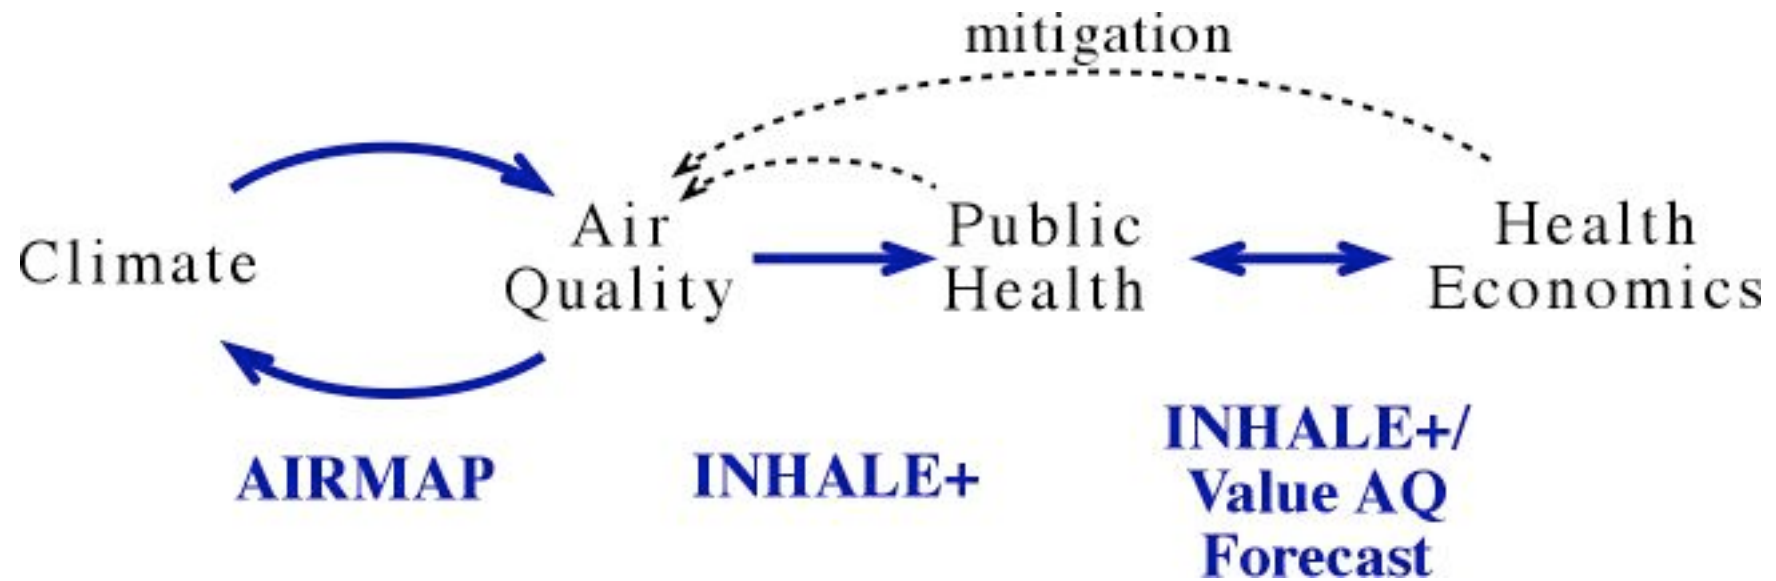 mitigation
Climate
Air
Quality
Public
Health
Health
Economics
AIRMAP
INHALE+
INHALE+/
Value AQ
Forecast